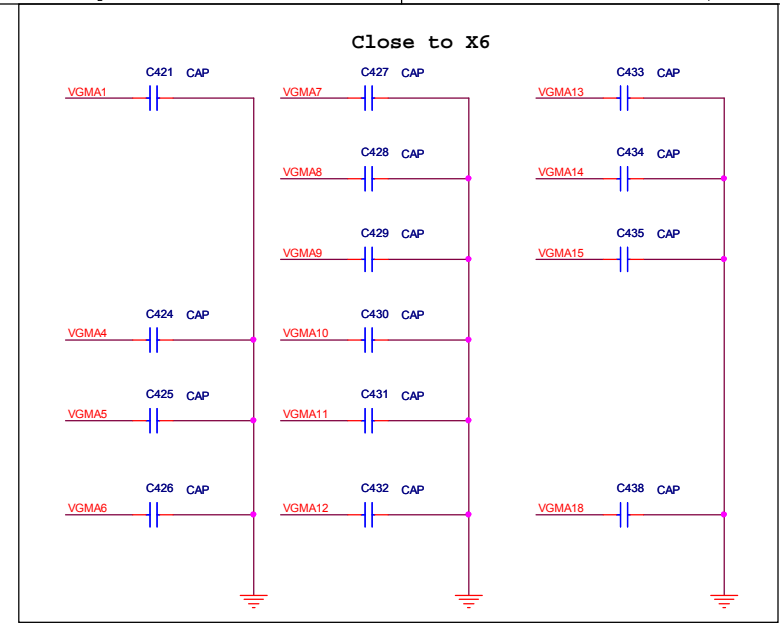 Close to X6
C421 CAP
VGMA1
C424 CAP
VGMA4
C425 CAP
VGMA5
C426 CAP
VGMA6
C427 CAP
VGMA7
C428 CAP
VGMA8
C429 CAP
VGMA9
C430 CAP
VGMA10
C431 CAP
VGMA11
C432 CAP
VGMA12
C433 CAP
VGMA13
C434 CAP
VGMA14
C435 CAP
VGMA15
C438 CAP
VGMA18